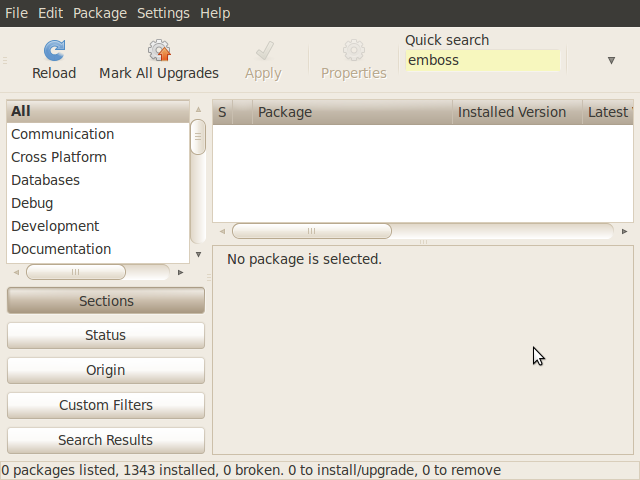 File Edit Package Settings Help
Quick search
Reload Mark All Upgrades Apply Properties emboss
All
S Package Installed Version Latest
Communication
Cross Platform
Databases
Debug
Development
Documentation
No package is selected.
Sections
Status
Origin
Custom Filters
Search Results
0 packages listed, 1343 installed, 0 broken. 0 to install/upgrade, 0 to remove